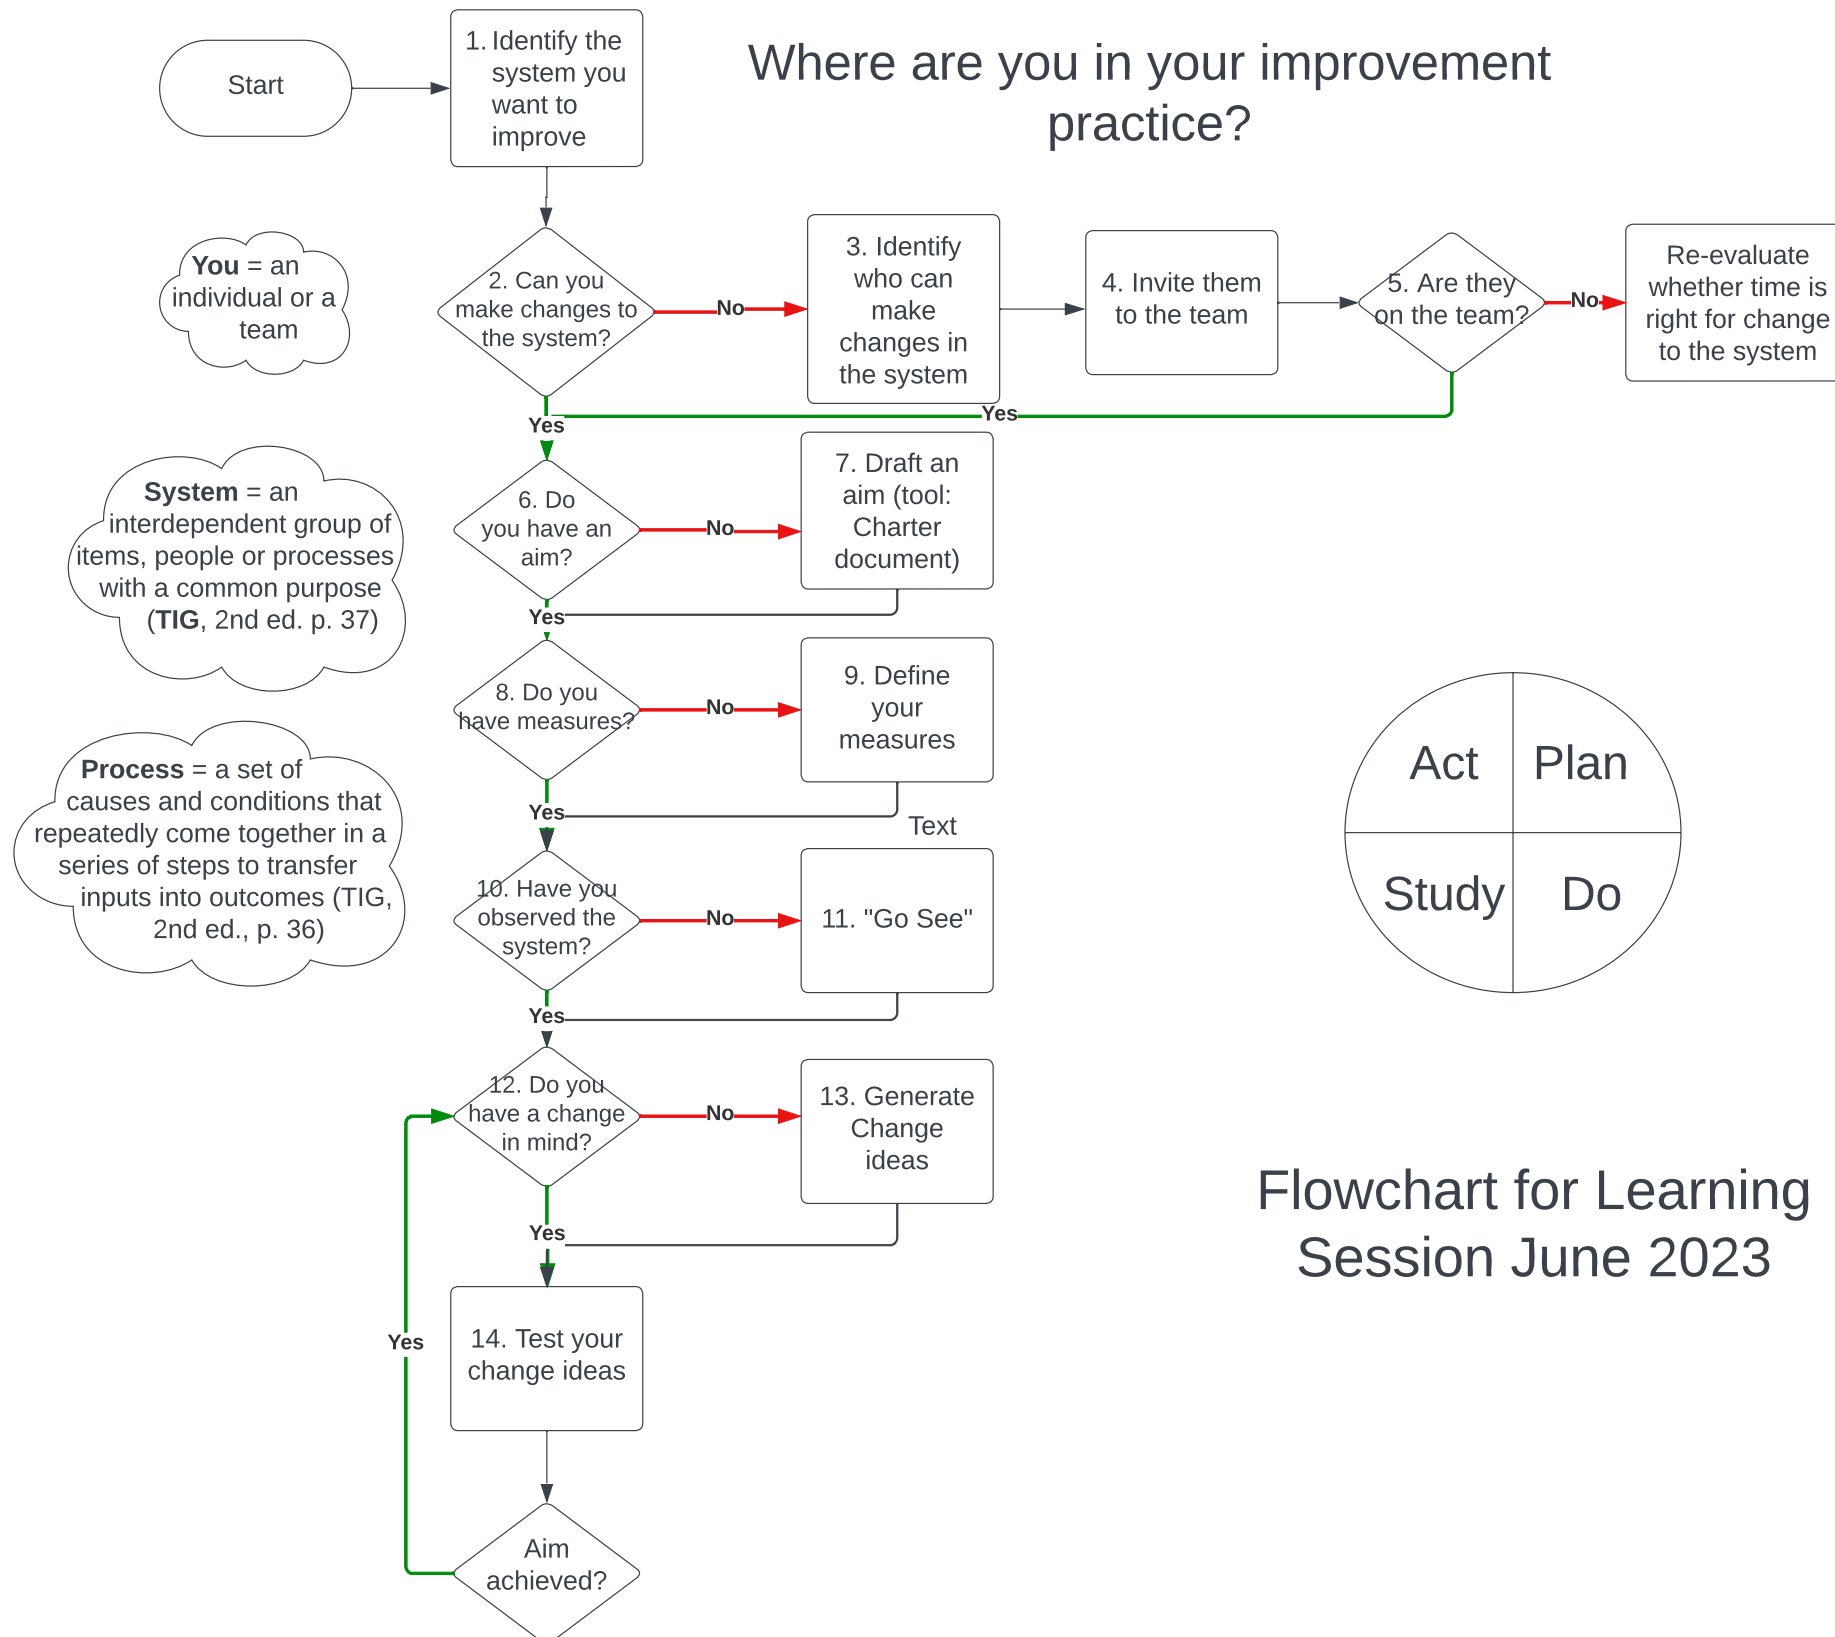 Start
1. Identify the
system you
want to
improve
Where are you in your improvement
practice?
You = an
individual or a
team
2. Can you
make changes to
the system?
No
3. Identify
who can
make
changes in
the system
4. Invite them
to the team
5. Are they
on the team?
No
Re-evaluate
whether time is
right for change
to the system
Yes
Yes
System = an
interdependent group of
items, people or processes
with a common purpose
(TIG, 2nd ed. p. 37)
6. Do
you have an
aim?
No
7. Draft an
aim (tool:
Charter
document)
Yes
8. Do you
have measures?
No
9. Define
your
measures
Yes
Text
Process = a set of
causes and conditions that
repeatedly come together in a
series of steps to transfer
inputs into outcomes (TIG,
2nd ed., p. 36)
Act
Plan
Study
Do
10. Have you
observed the
system?
No
11. "Go See"
Yes
12. Do you
have a change
in mind?
No
13. Generate
Change
ideas
Yes
Flowchart for Learning
Session June 2023
14. Test your
change ideas
Yes
Aim
achieved?